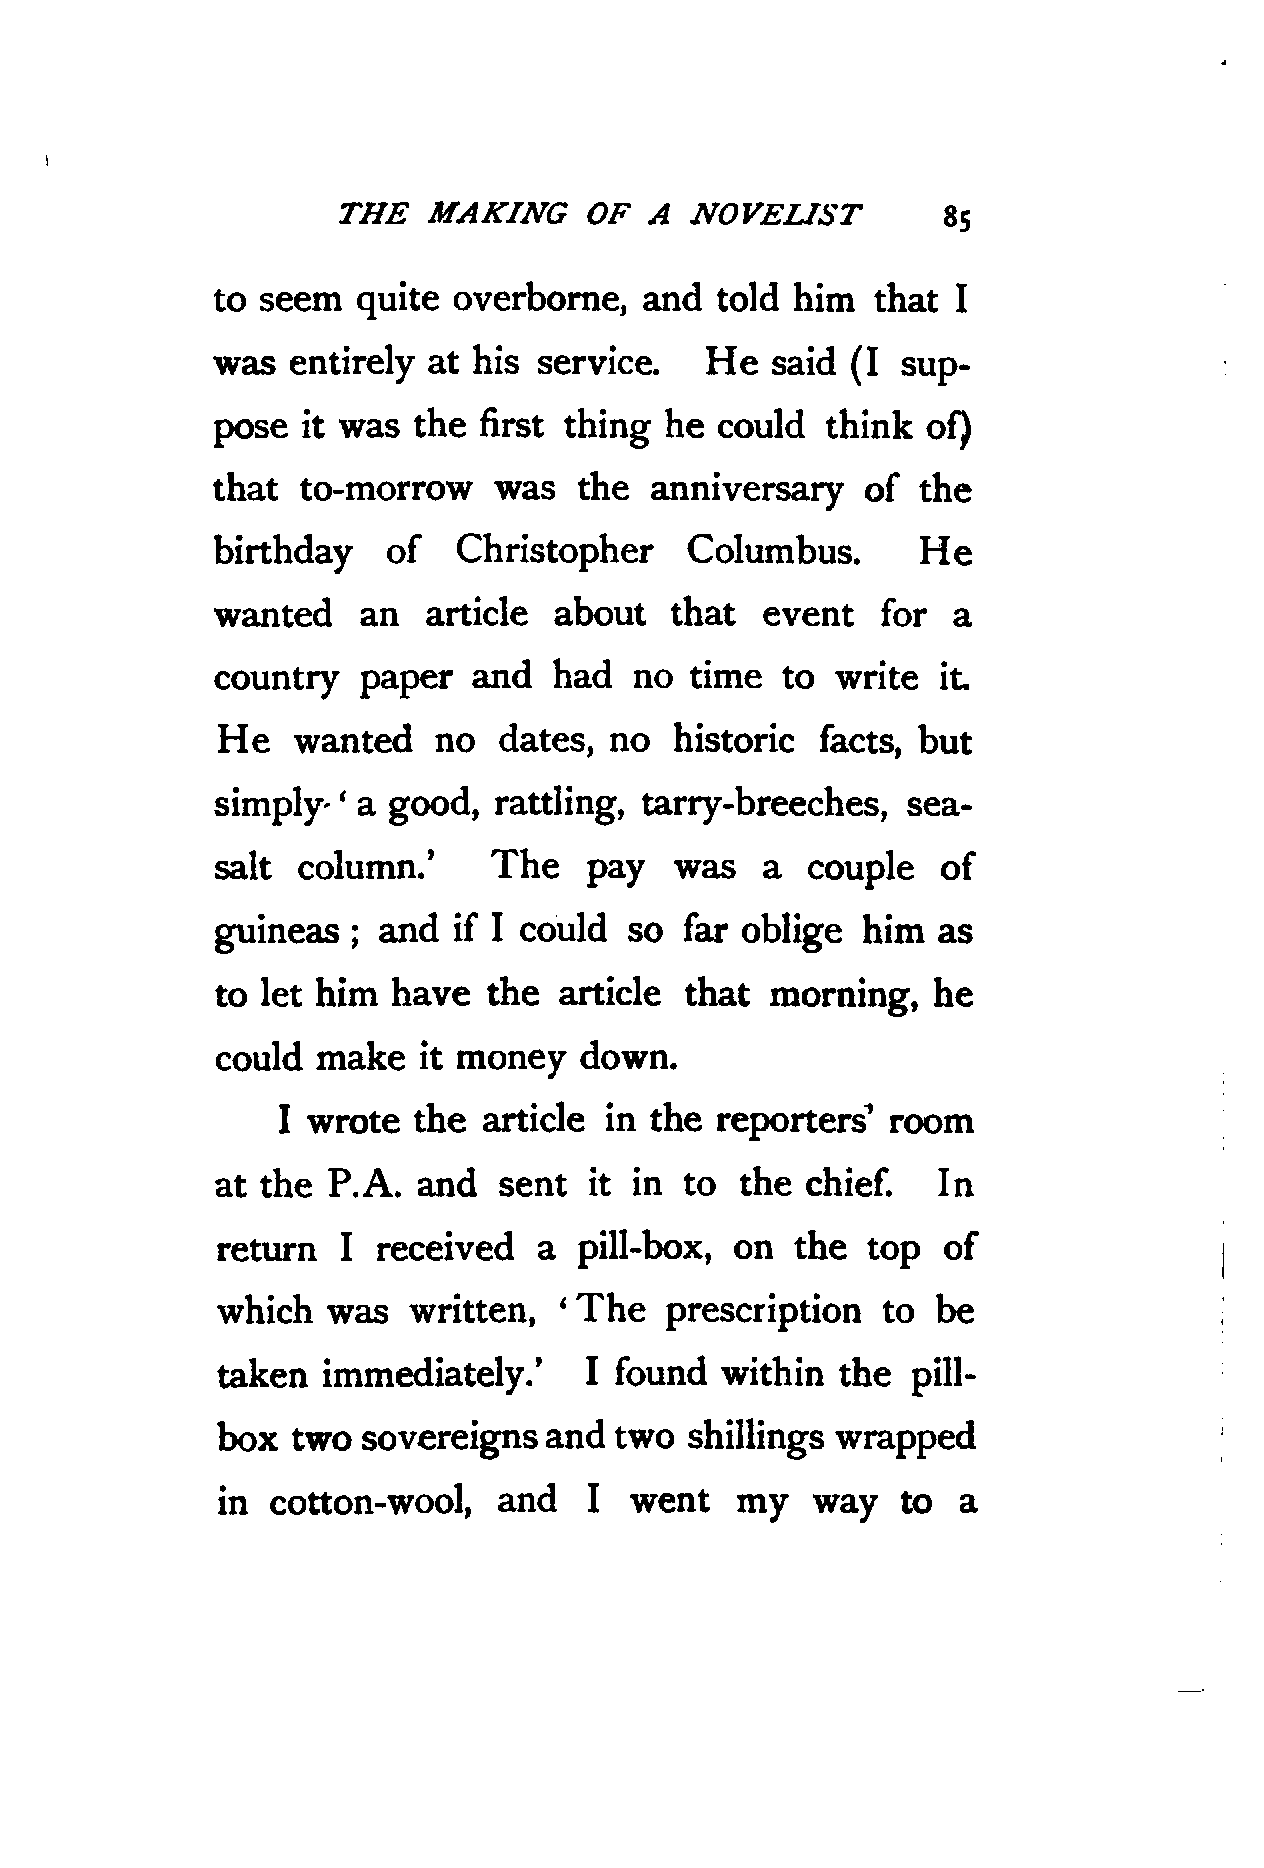 THE MAKING OF A NOVELIST 85
to seem quite overborne, and told him that I
was entirely at his service. He said (I sup-
pose it was the first thing he could think of)
that to-morrow was the anniversary of the
birthday of Christopher Columbus. He
wanted an article about that event for a
country paper and had no time to write it.
He wanted no dates, no historic facts, but
simply ‘ a good, rattling, tarry-breeches, sea-
salt column.’ The pay was a couple of
guineas ; and if I could so far oblige him as
to let him have the article that morning, he
could make it money down.
I wrote the article in the reporters’ room
at the P.A. and sent it in to the chief. In
return I received a pill-box, on the top of
which was written, ‘ The prescription to be
taken immediately.’ I found within the pill-
box two sovereigns and two shillings wrapped
in cotton-wool, and I went my way to a